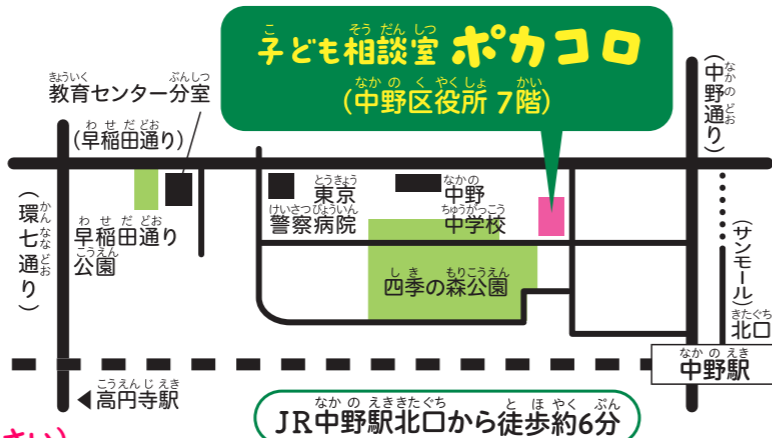 子ども相談室 ポカコロ
(中野区役所 7階)
教育センター分室
(早稲田通り)
(中野通り)
(環七通り)
早稲田通り
公園
東京
警察病院
中野
中学校
四季の森公園
(サンモール)
北口
中野駅
◀高円寺駅
JR中野駅北口から徒歩約6分
さい)